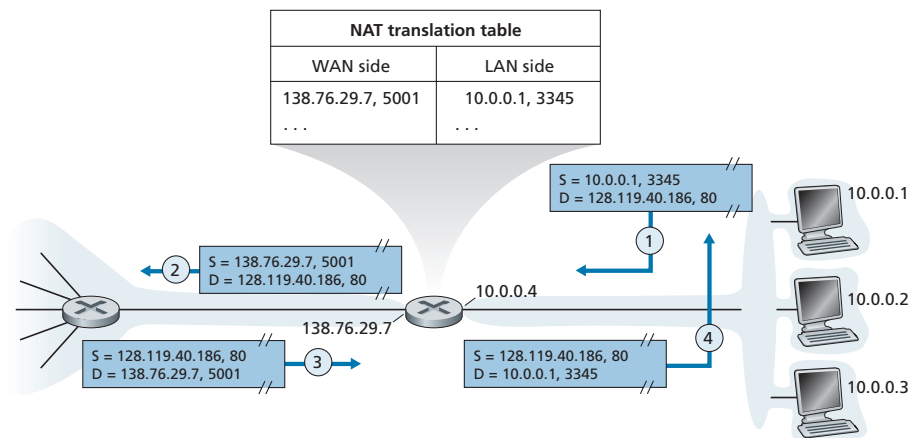 NAT translation table
WAN side LAN side
138.76.29.7, 5001 10.0.0.1, 3345
. . . . . .
S = 10.0.0.1, 3345
D = 128.119.40.186, 80
10.0.0.1
1
2
S = 138.76.29.7, 5001
D = 128.119.40.186, 80
10.0.0.4
10.0.0.2
138.76.29.7
4
S = 128.119.40.186, 80
D = 138.76.29.7, 5001
3
S = 128.119.40.186, 80
D = 10.0.0.1, 3345
10.0.0.3